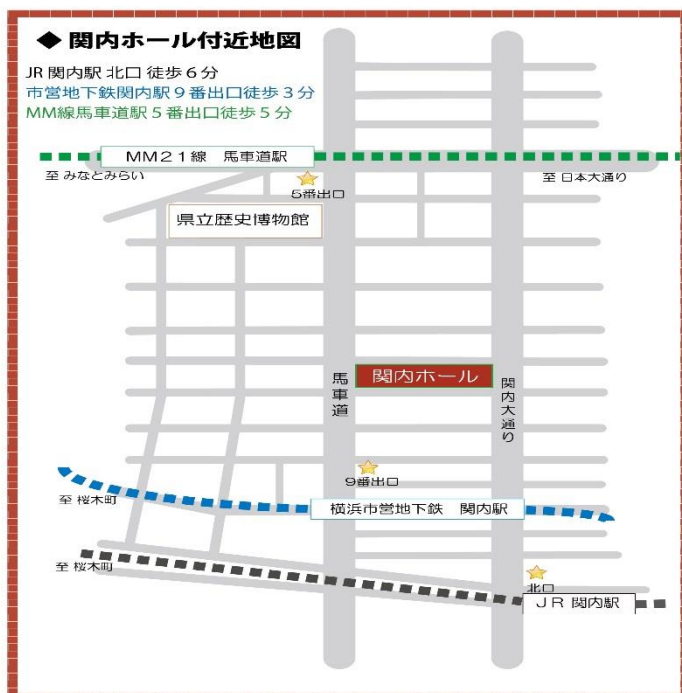 ◆ 関内ホール付近地図
JR 関内駅 北口 徒歩６分
市営地下鉄関内駅９番出口徒歩３分
MM線馬車道駅５番出口徒歩５分
ＭＭ２１線　馬車道駅
至 みなとみらい
至 日本大通り
5番出口
県立歴史博物館
関内ホール
馬車道
関内大通り
9番出口
至 桜木町
横浜市営地下鉄　関内駅
至 桜木町
北口
ＪＲ 関内駅